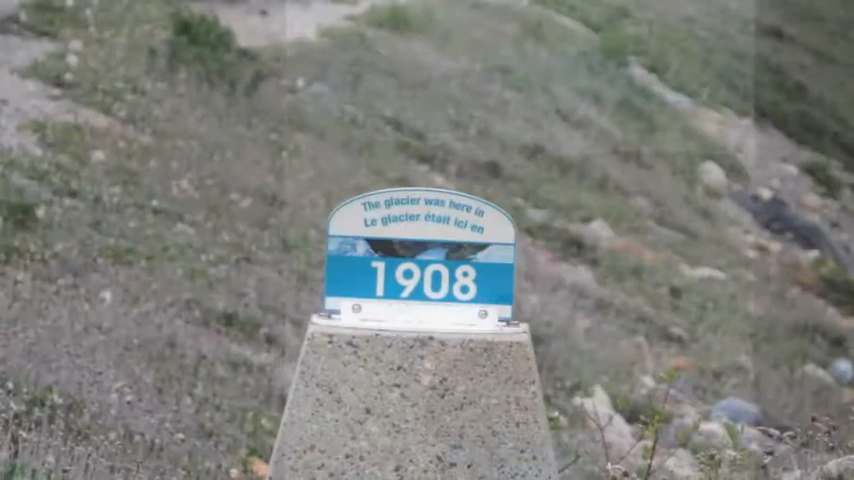 The glacier was here in
Le glacier était ici en
1908